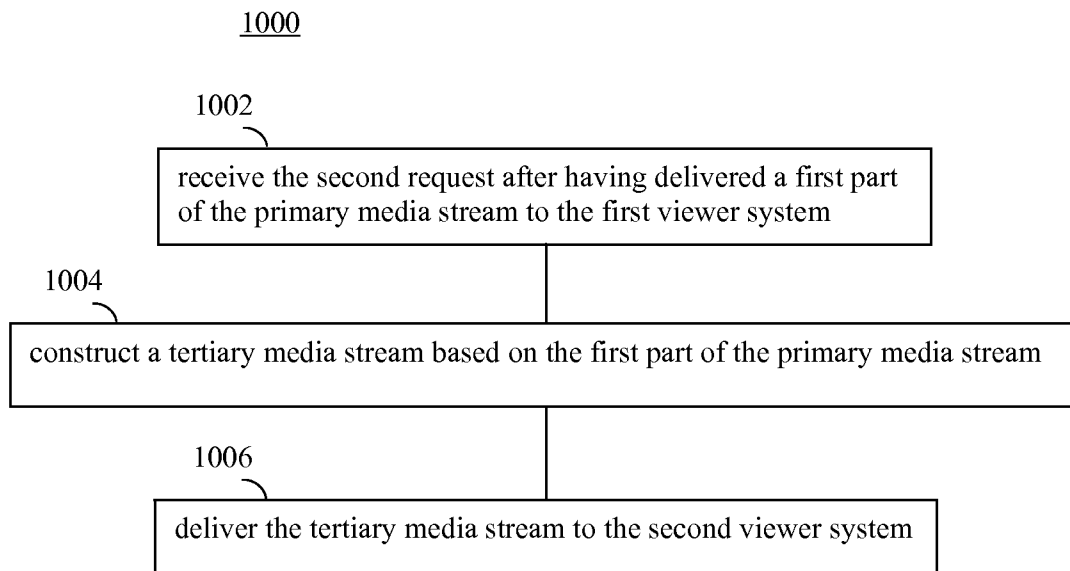 1000
1002
receive the second request after having delivered a first part
of the primary media stream to the first viewer system
1004
construct a tertiary media stream based on the first part of the primary media stream
1006
deliver the tertiary media stream to the second viewer system